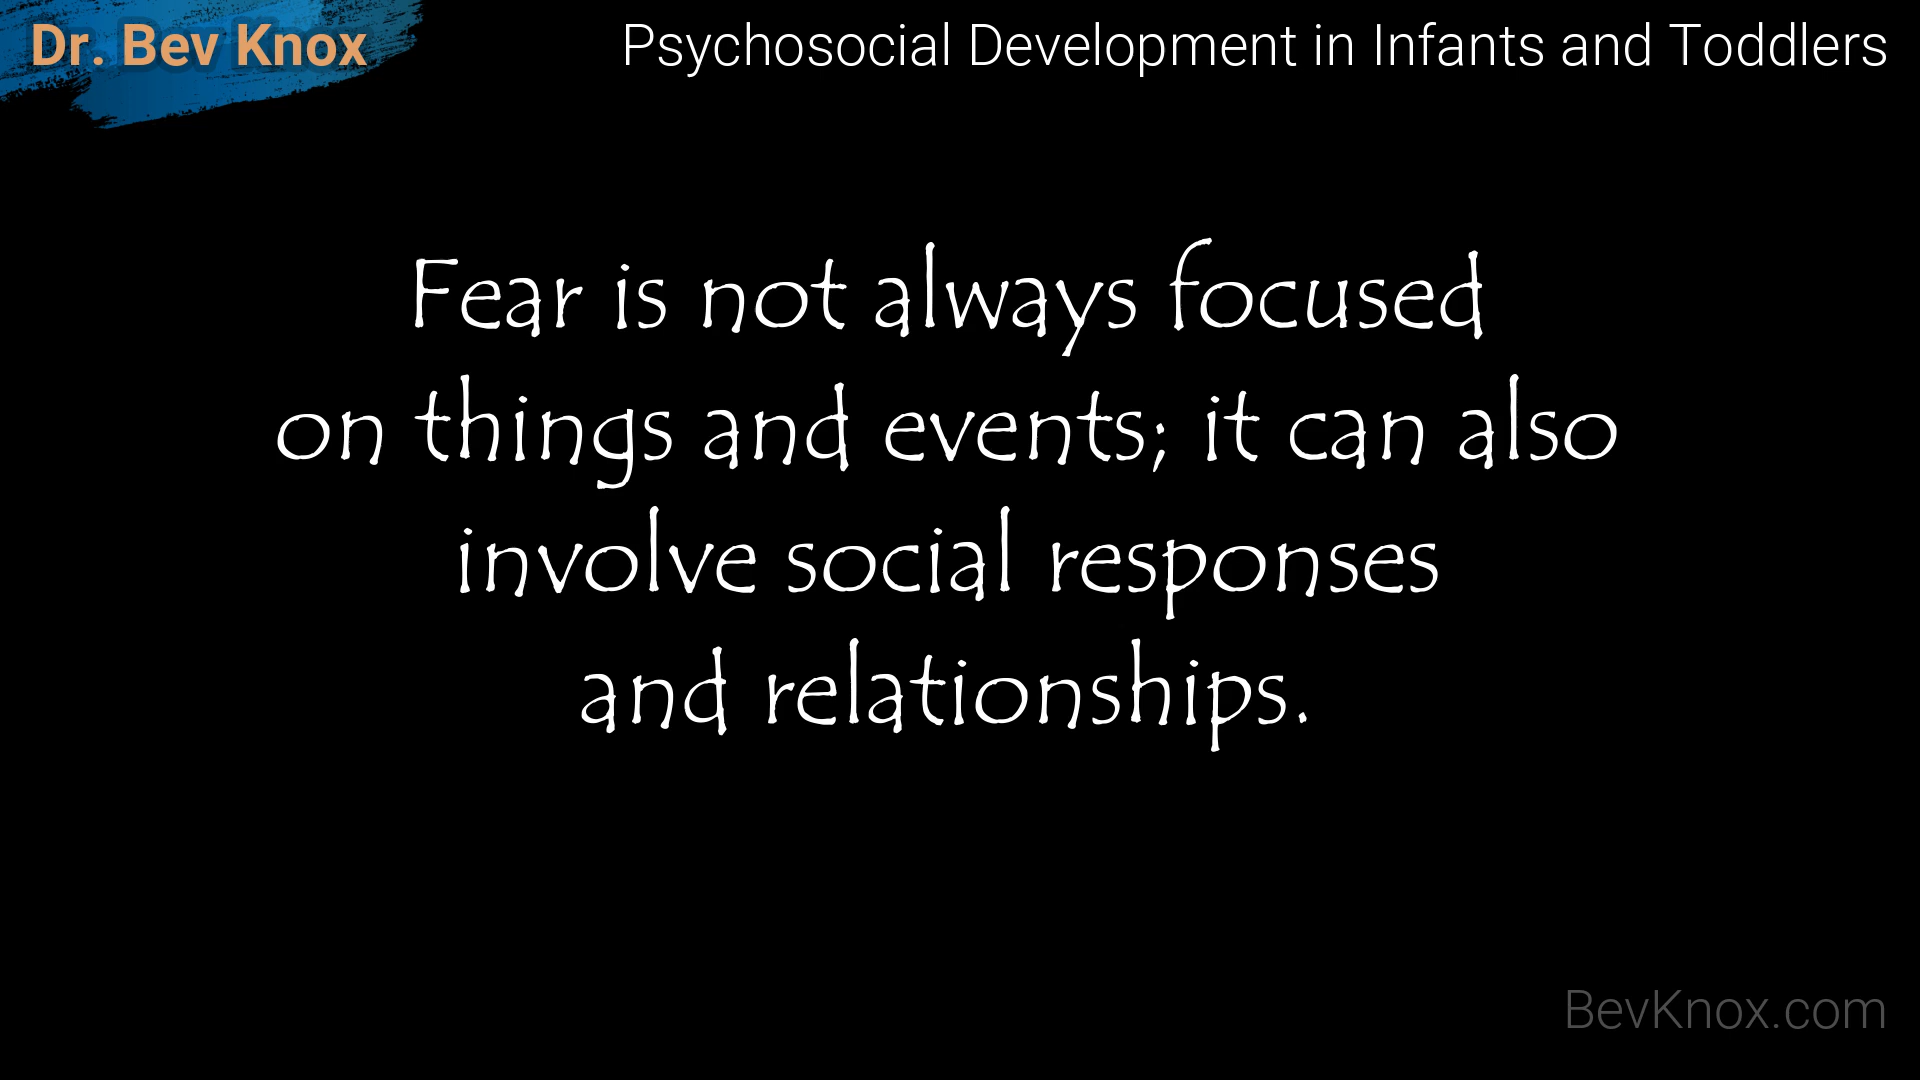 Dr. Bev Knox
Psychosocial Development in Infants and Toddlers
Fear is not always focused
on things and events; it can also
involve social responses
and relationships.
BevKnox.com